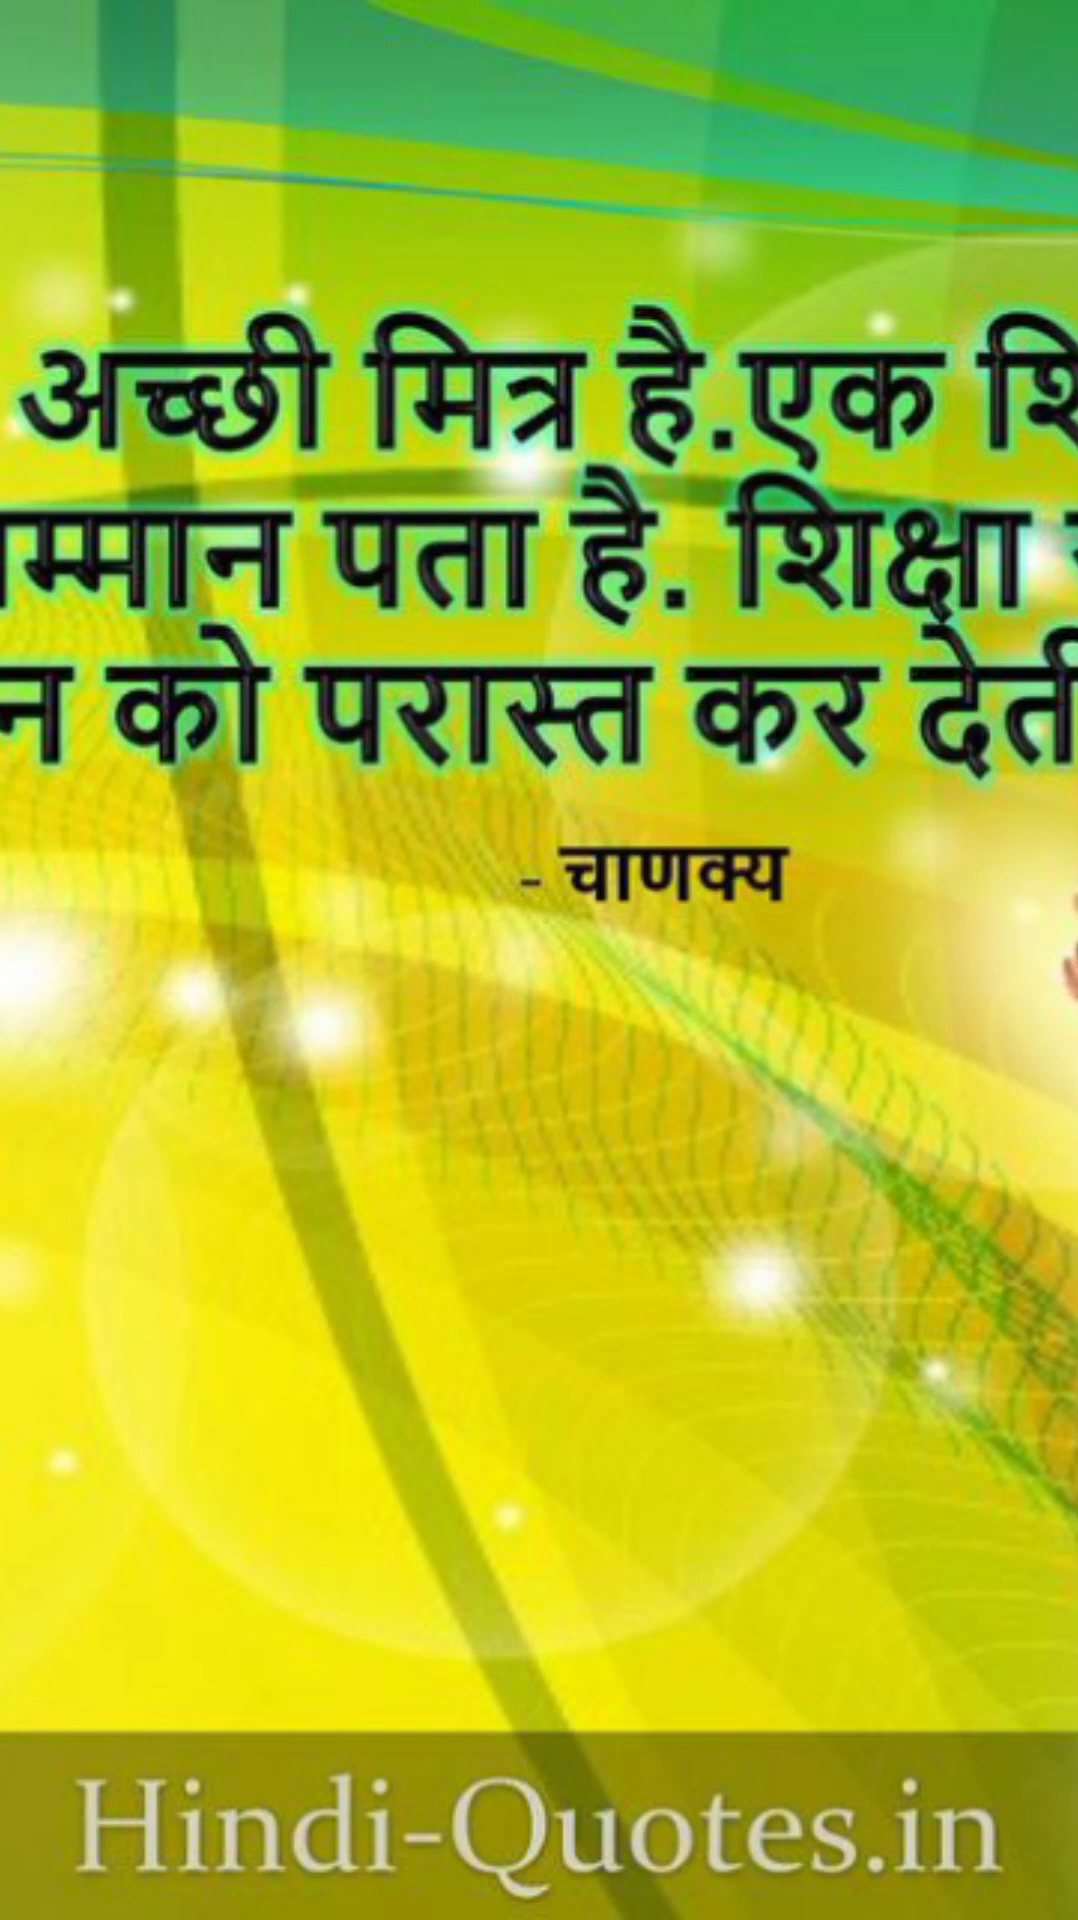 अच्छी मित्र है.एक
पता है. शिक्षा
को परास्त कर
- चाणक्य
Hindi-Quotes.in